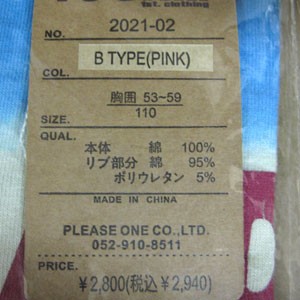 int. clothing
NO. 2021-02
COL. B TYPE(PINK)
胸囲 53~59
SIZE. 110
QUAL.
本体 綿 100%
リブ部分 綿 95%
ポリウレタン 5%
MADE IN CHINA
PLEASE ONE CO.,LTD.
052-910-8511
PRICE.
¥2,800(税込¥2,940)